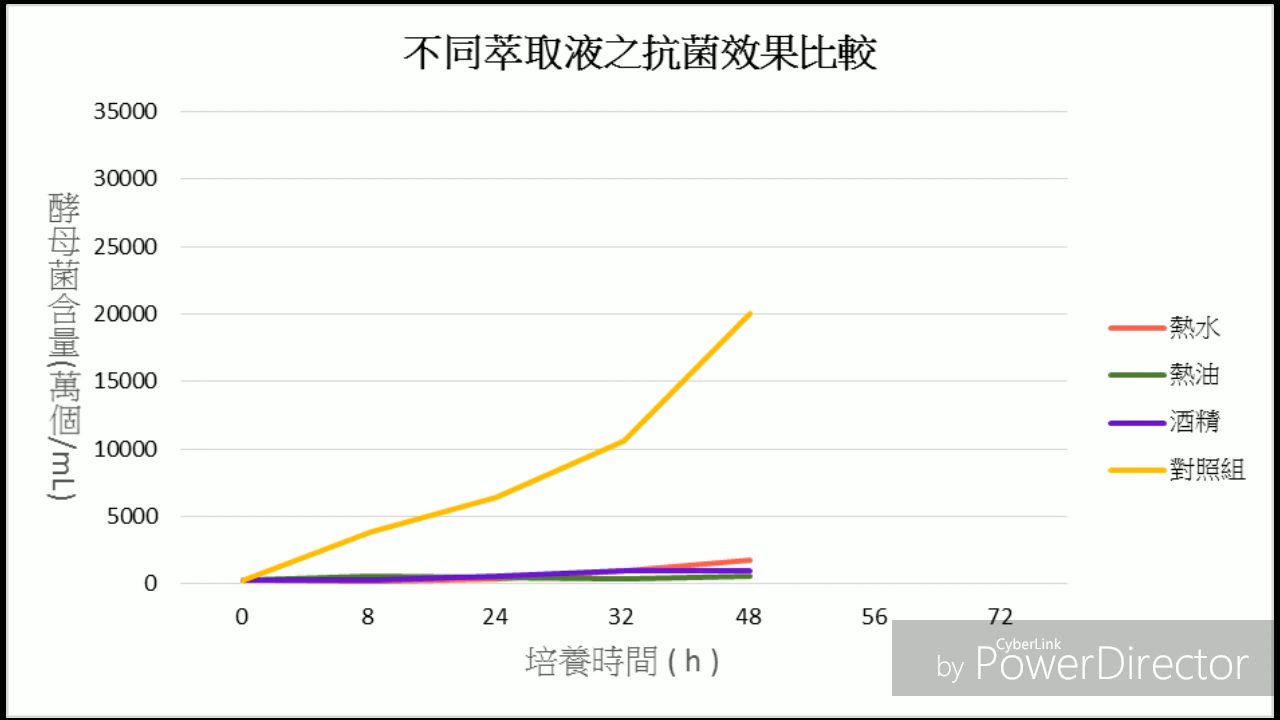 不同萃取液之抗菌效果比較
35000
30000
25000
20000
15000
10000
5000
0
酵母菌含量(萬個/mL)
0 8 24 32 48 56 72
培養時間 ( h )
熱水
熱油
酒精
對照組
CyberLink
by PowerDirector